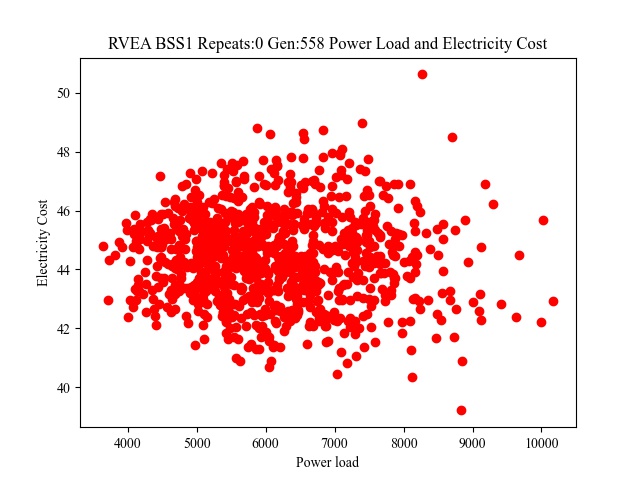 RVEA BSS1 Repeats:0 Gen:558 Power Load and Electricity Cost
50
48
46
44
42
40
Electricity Cost
4000 5000 6000 7000 8000 9000 10000
Power load